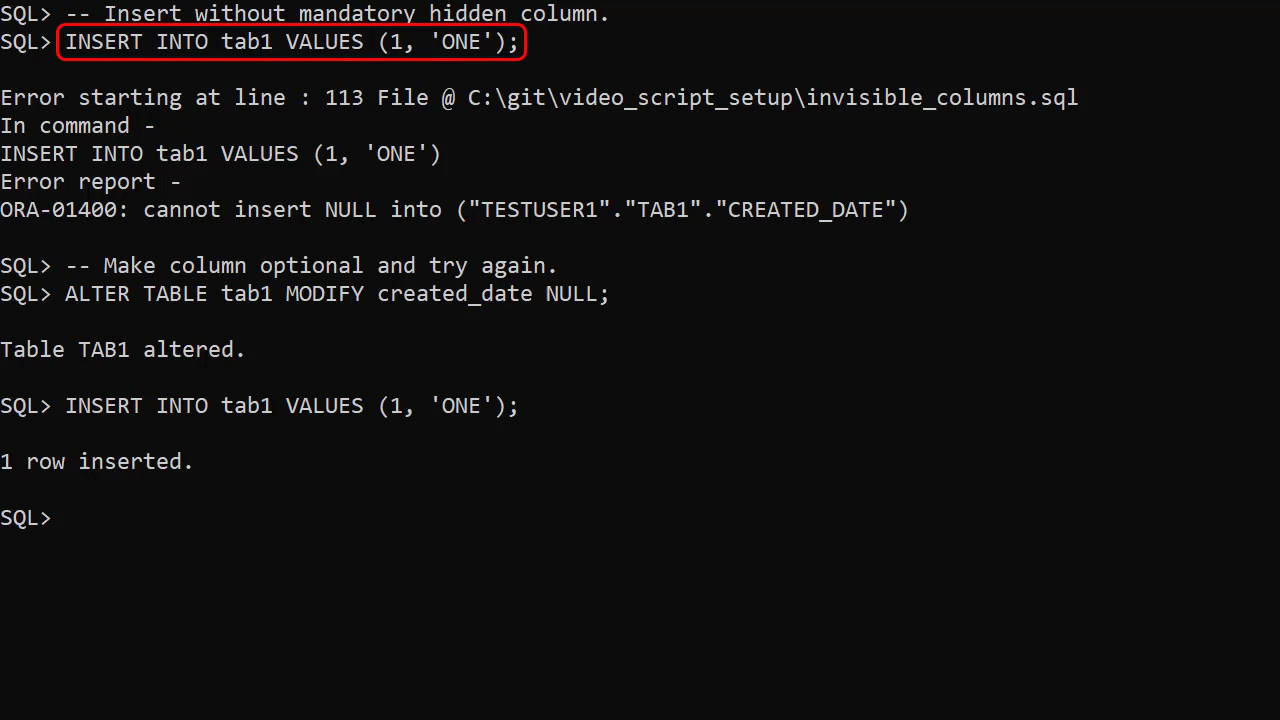 SQL> -- Insert without mandatory hidden column.
SQL> INSERT INTO tab1 VALUES (1, 'ONE');
Error starting at line : 113 File @ C:\git\video_script_setup\invisible_columns.sql
In command -
INSERT INTO tab1 VALUES (1, 'ONE')
Error report -
ORA-01400: cannot insert NULL into ("TESTUSER1"."TAB1"."CREATED_DATE")
SQL> -- Make column optional and try again.
SQL> ALTER TABLE tab1 MODIFY created_date NULL;
Table TAB1 altered.
SQL> INSERT INTO tab1 VALUES (1, 'ONE');
1 row inserted.
SQL>